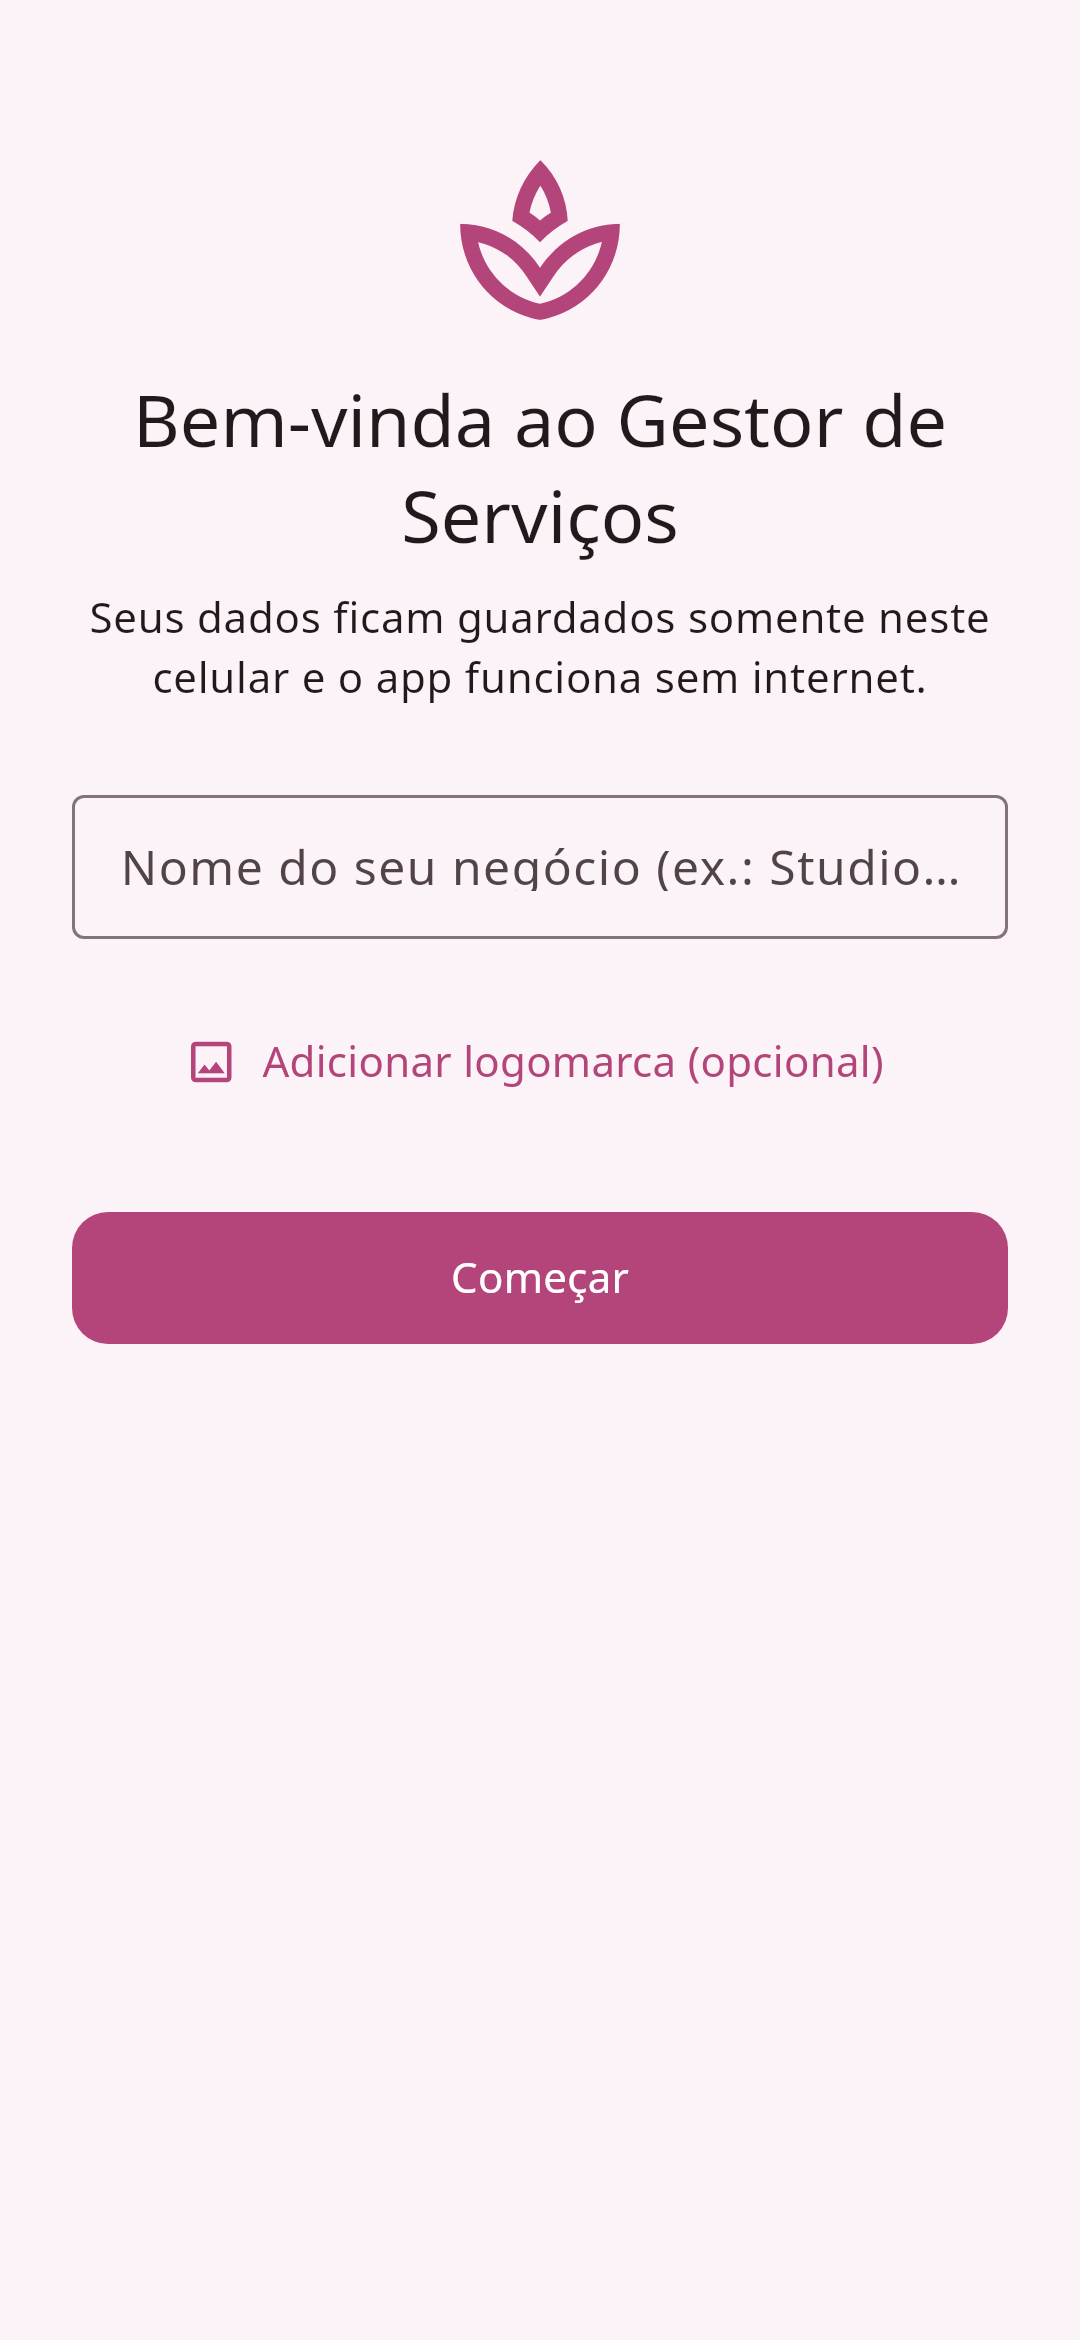 Bem-vinda ao Gestor de
Serviços
Seus dados ficam guardados somente neste
celular e o app funciona sem internet.
Nome do seu negócio (ex.: Studio...
Adicionar logomarca (opcional)
Começar